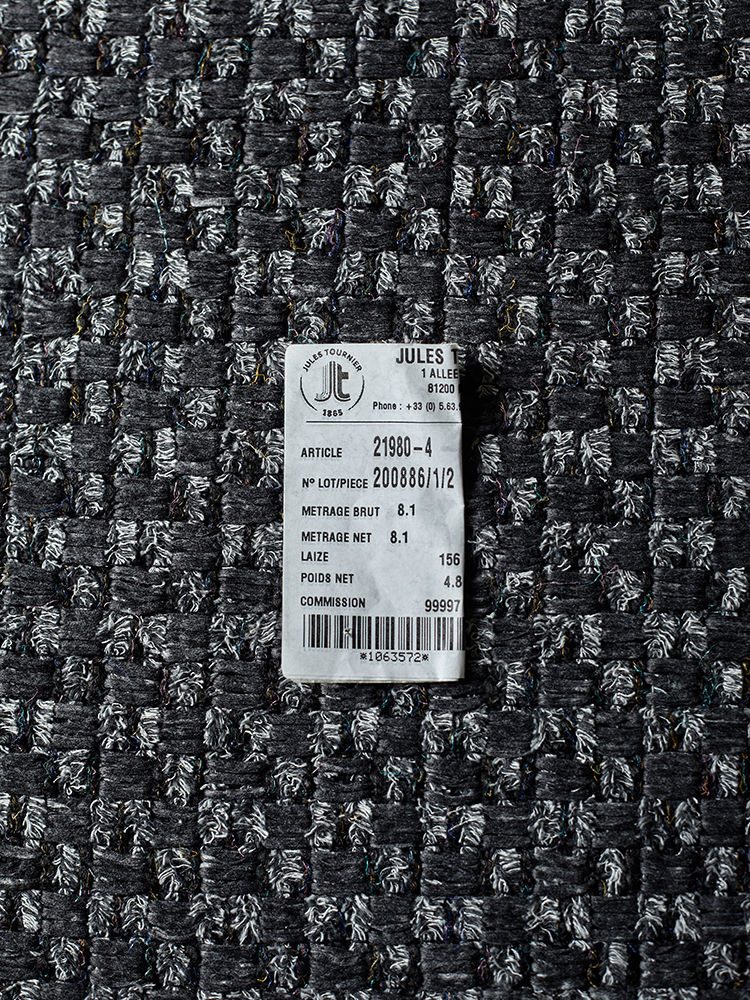 JULES TOURNIER
Jt
1865
JULES T
1 ALLEE
81200
Phone : +33 (0) 5.63.
ARTICLE 21980-4
Nº LOT/PIECE 200886/1/2
METRAGE BRUT 8.1
METRAGE NET 8.1
LAIZE 156
POIDS NET 4.8
COMMISSION 99997
*1063572*